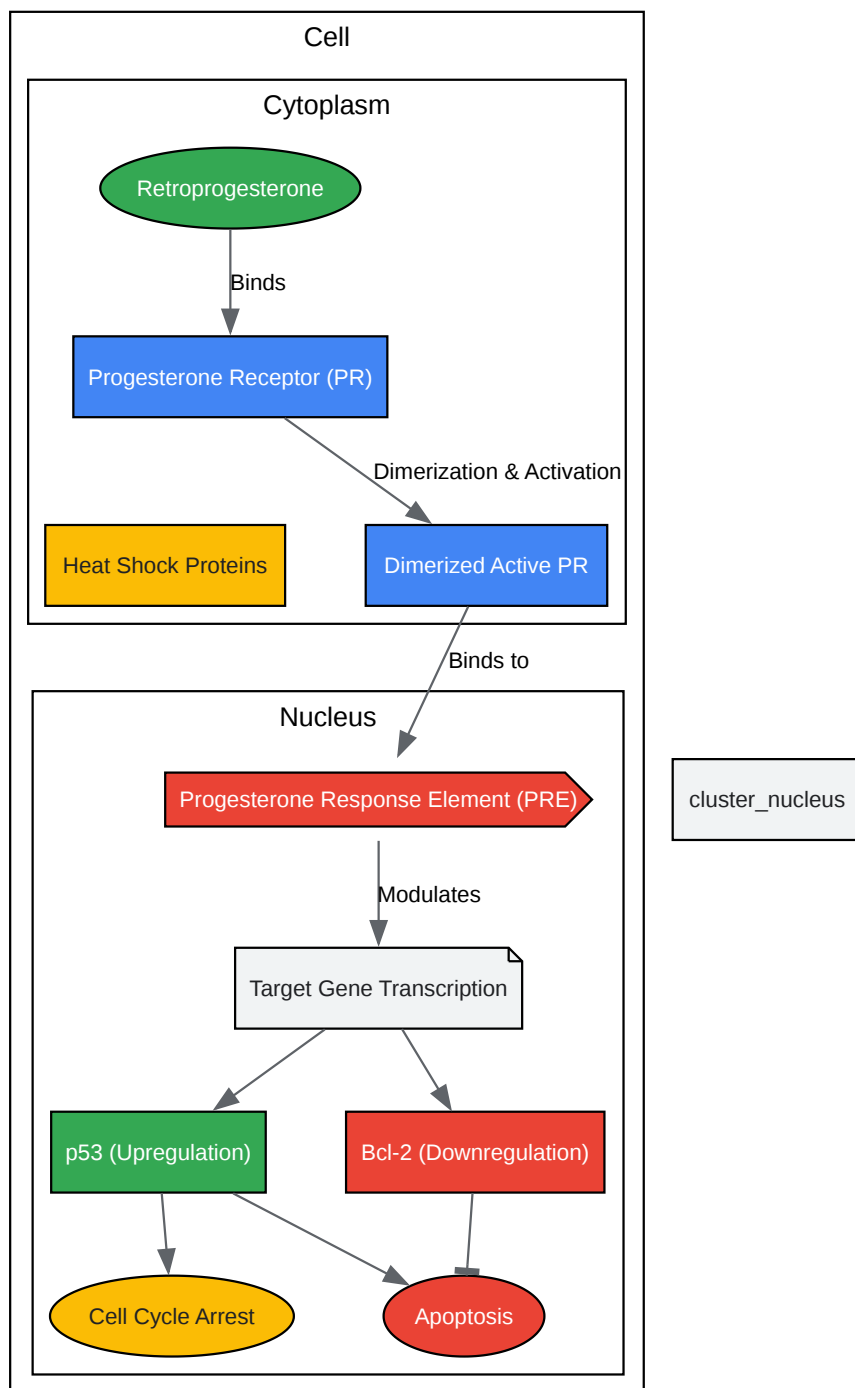 Cell
Cytoplasm
Retroprogesterone
Binds
Progesterone Receptor (PR)
Dimerization & Activation
Heat Shock Proteins
Dimerized Active PR
Binds to
Nucleus
Progesterone Response Element (PRE)
cluster_nucleus
Modulates
Target Gene Transcription
p53 (Upregulation)
Bcl-2 (Downregulation)
Cell Cycle Arrest
Apoptosis